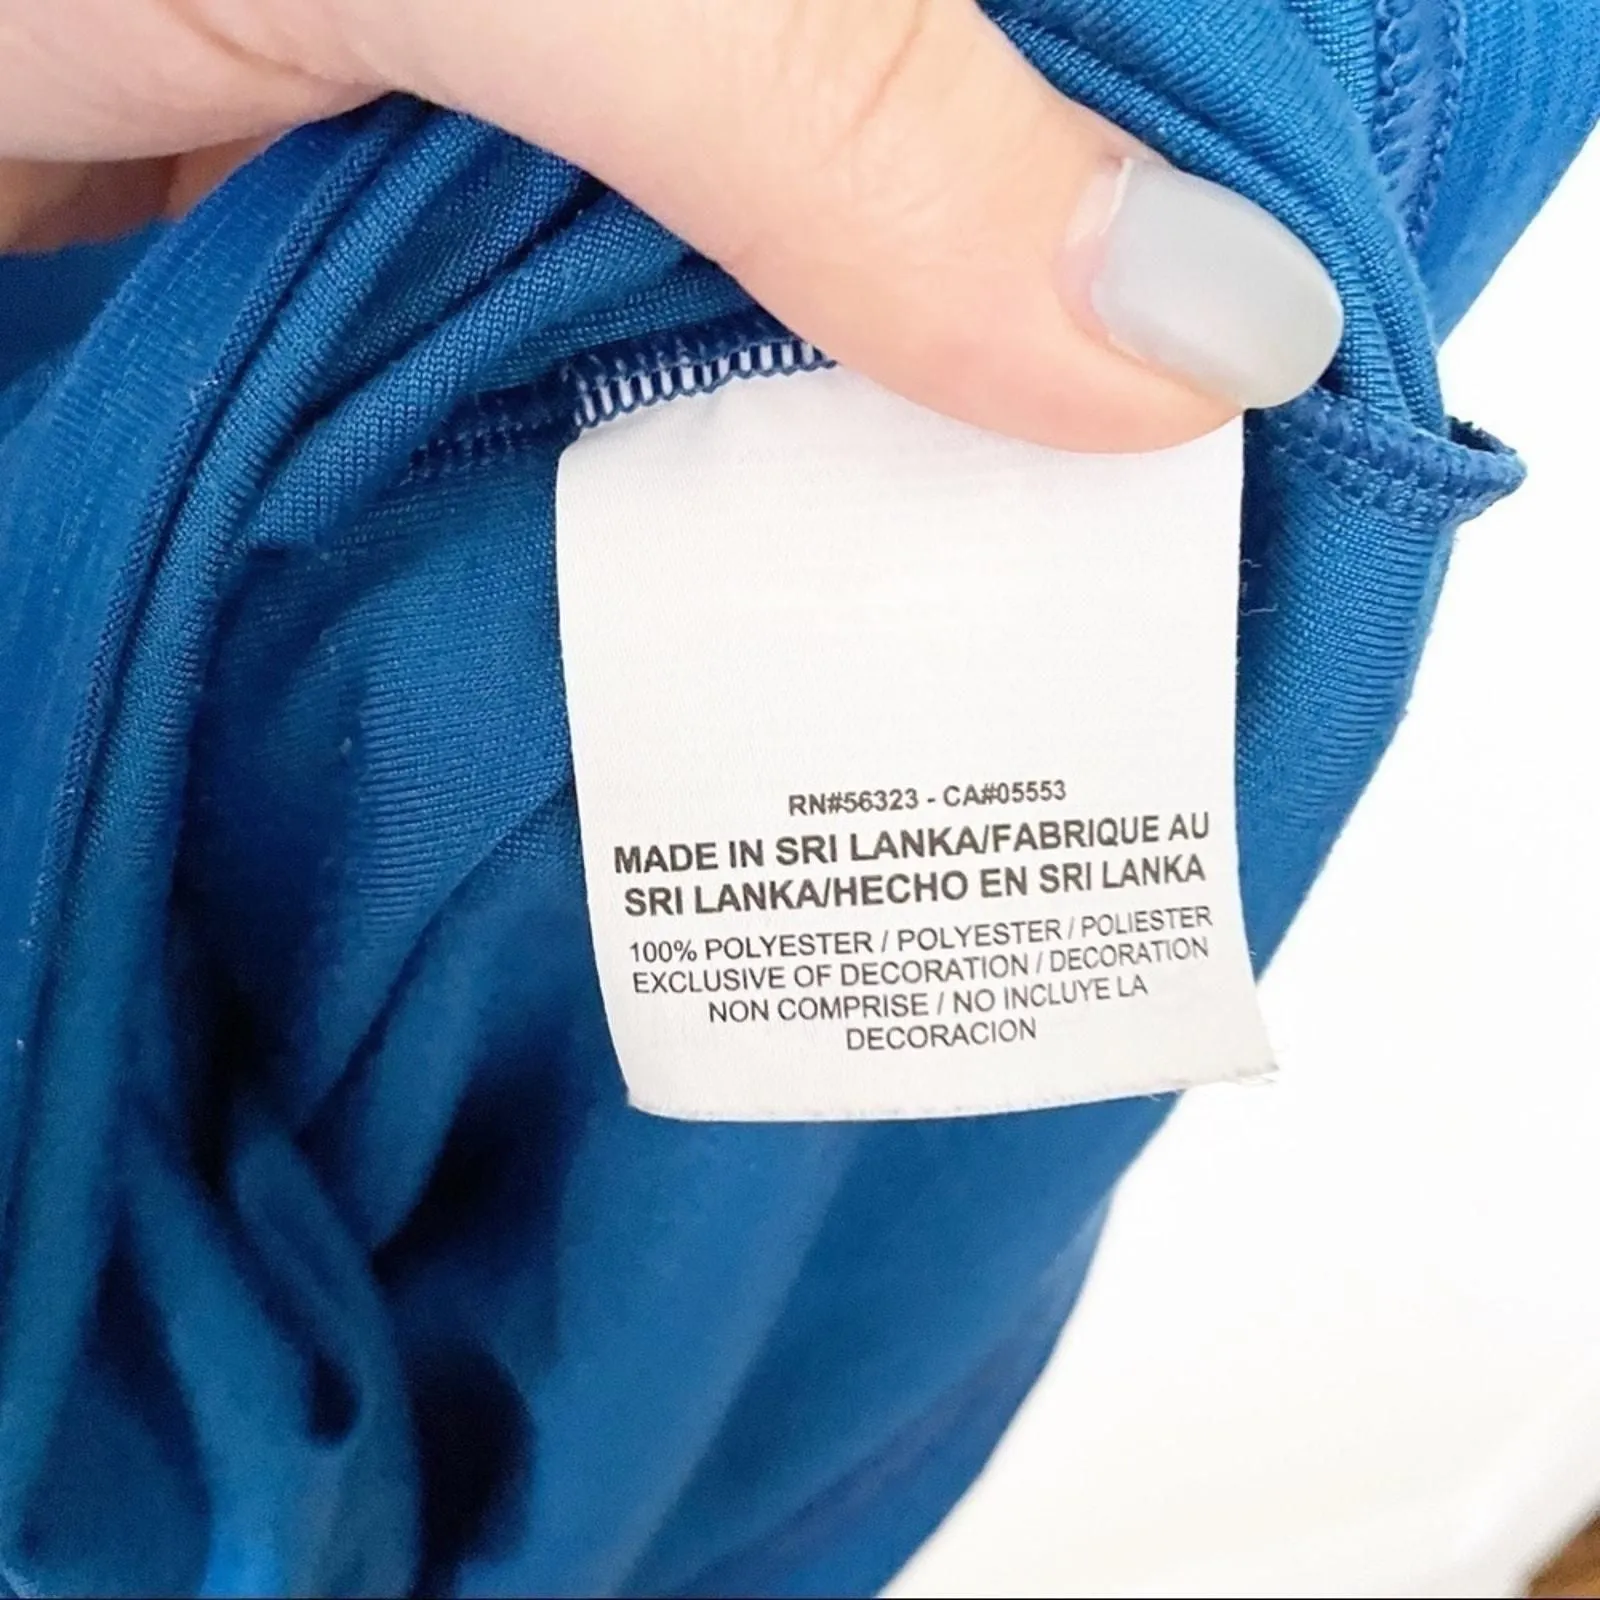 RN#56323 - CA#05553
MADE IN SRI LANKA/FABRIQUE AU
SRI LANKA/HECHO EN SRI LANKA
100% POLYESTER / POLYESTER / POLIESTER
EXCLUSIVE OF DECORATION / DECORATION
NON COMPRISE / NO INCLUYE LA
DECORACION